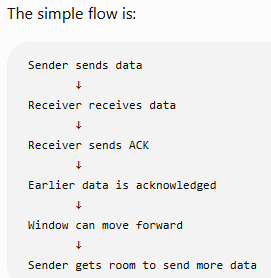 The simple flow is:
Sender sends data
↓
Receiver receives data
↓
Receiver sends ACK
↓
Earlier data is acknowledged
↓
Window can move forward
↓
Sender gets room to send more data